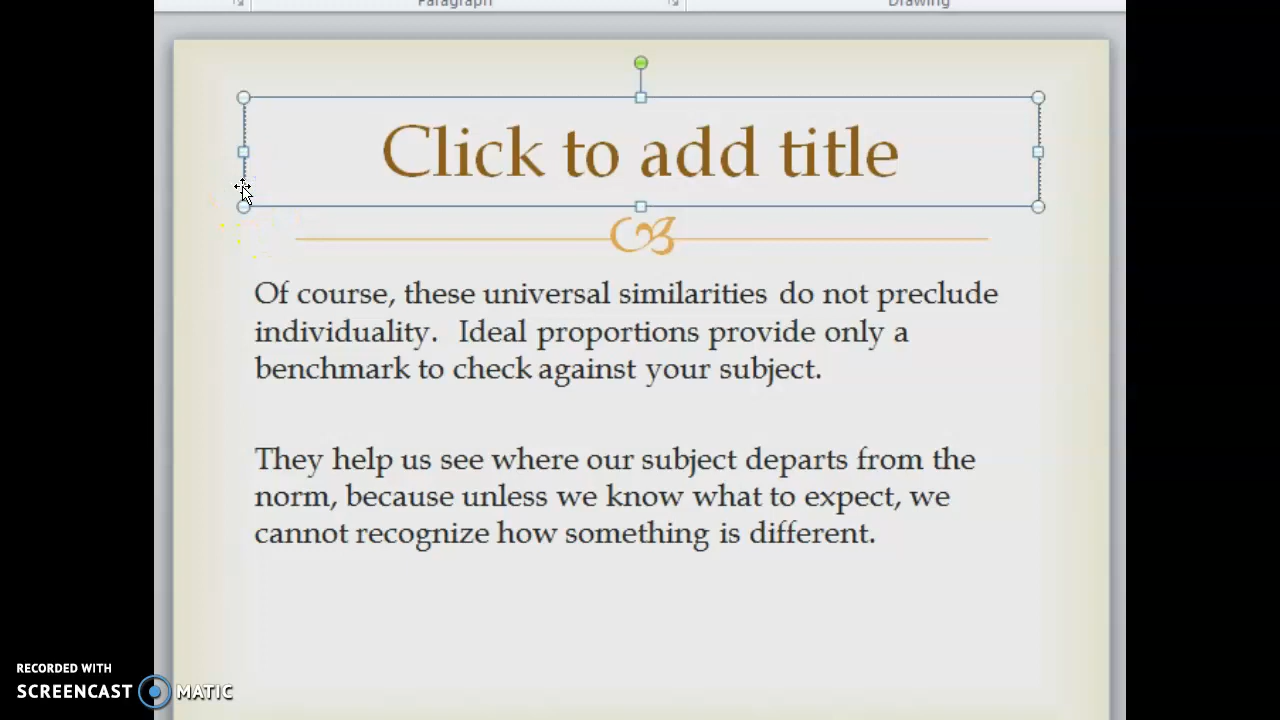 Paragraph
Drawing
Click to add title
Of course, these universal similarities do not preclude
individuality. Ideal proportions provide only a
benchmark to check against your subject.
They help us see where our subject departs from the
norm, because unless we know what to expect, we
cannot recognize how something is different.
RECORDED WITH
SCREENCAST MATIC